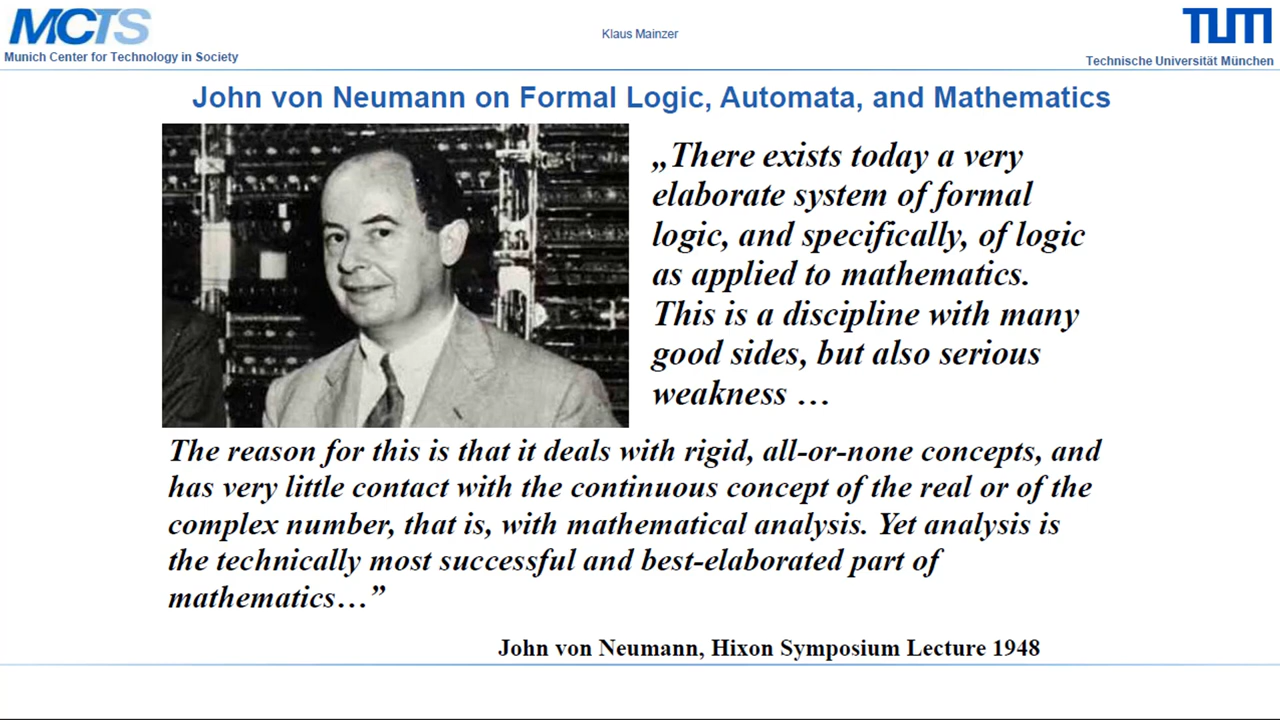 MCTS
Munich Center for Technology in Society
Klaus Mainzer
TUM
Technische Universität München
John von Neumann on Formal Logic, Automata, and Mathematics
„There exists today a very
elaborate system of formal
logic, and specifically, of logic
as applied to mathematics.
This is a discipline with many
good sides, but also serious
weakness …
The reason for this is that it deals with rigid, all-or-none concepts, and
has very little contact with the continuous concept of the real or of the
complex number, that is, with mathematical analysis. Yet analysis is
the technically most successful and best-elaborated part of
mathematics…”
John von Neumann, Hixon Symposium Lecture 1948